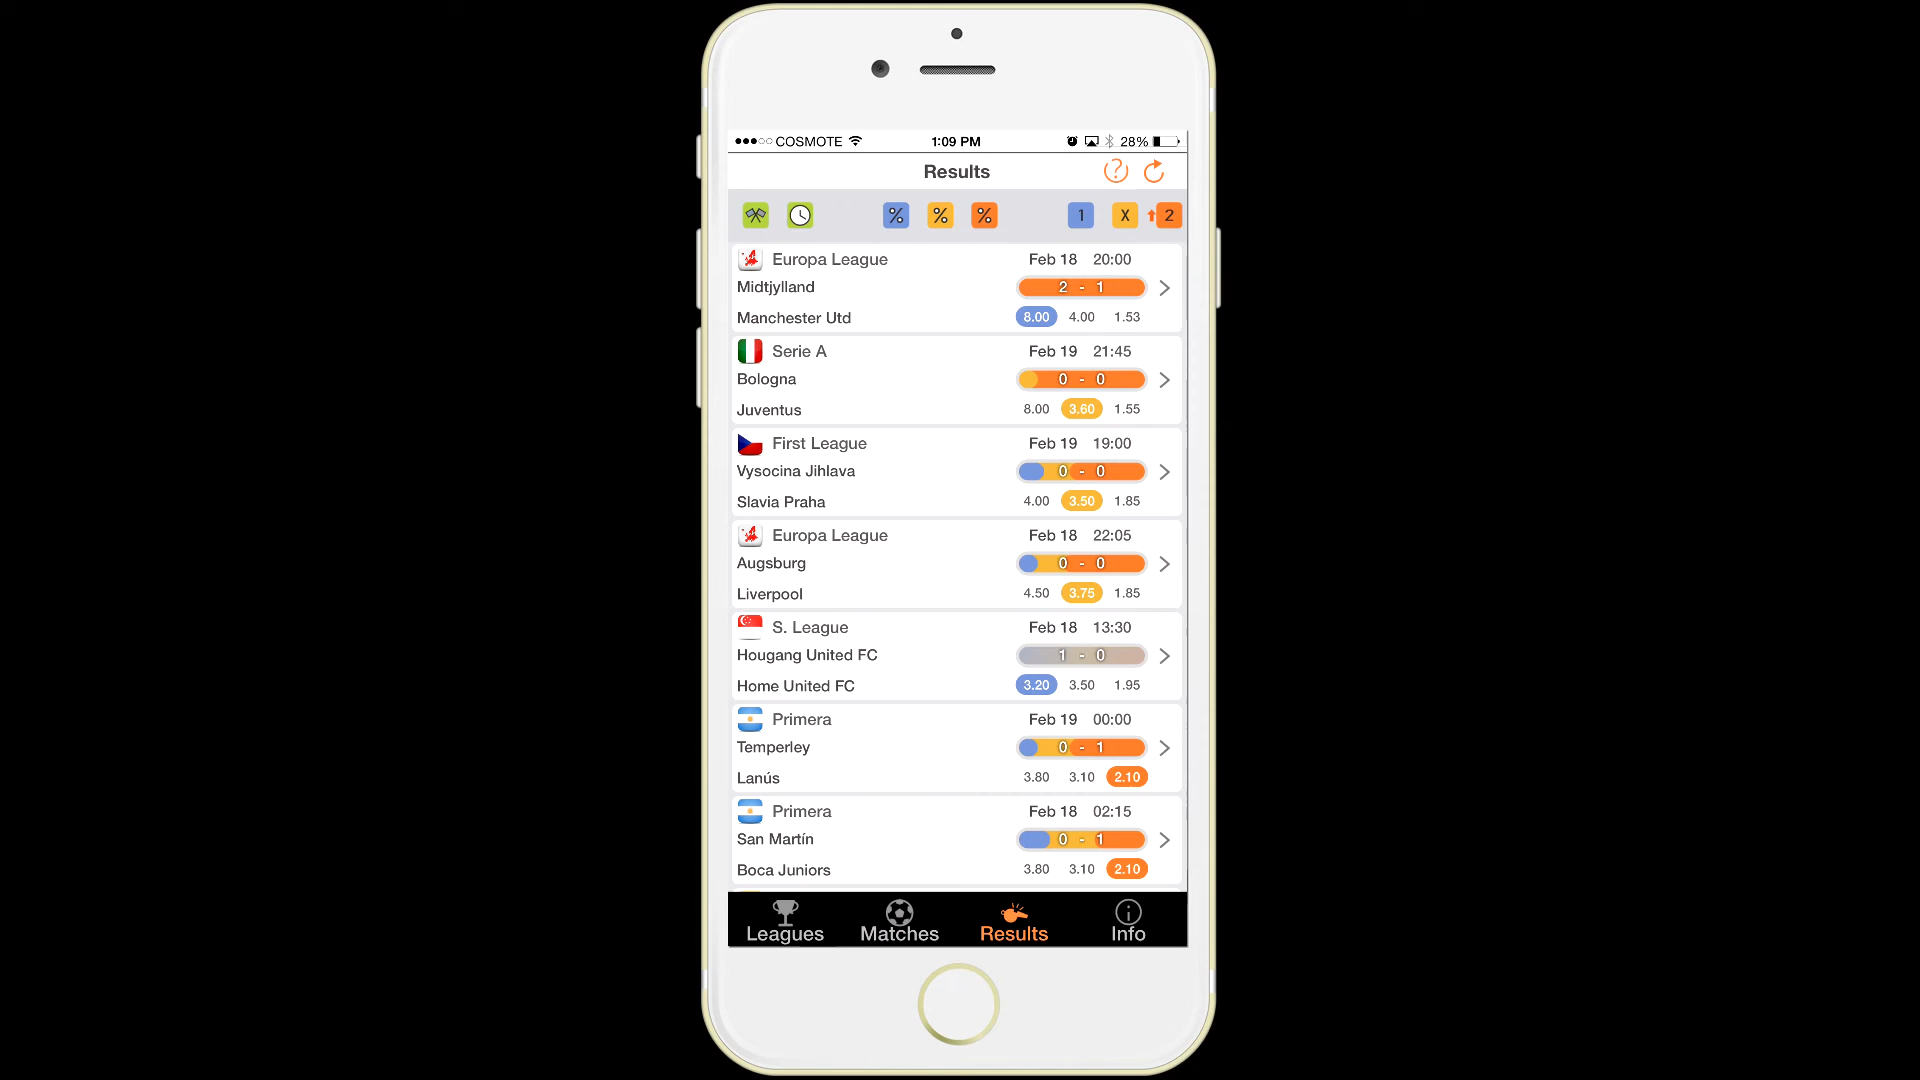 COSMOTE 1:09 PM 28%
Results ?
% % % 1 X 2
Europa League Feb 18 20:00
Midtjylland 2 - 1
Manchester Utd 8.00 4.00 1.53
Serie A Feb 19 21:45
Bologna 0 - 0
Juventus 8.00 3.60 1.55
First League Feb 19 19:00
Vysocina Jihlava 0 - 0
Slavia Praha 4.00 3.50 1.85
Europa League Feb 18 22:05
Augsburg 0 - 0
Liverpool 4.50 3.75 1.85
S. League Feb 18 13:30
Hougang United FC 1 - 0
Home United FC 3.20 3.50 1.95
Primera Feb 19 00:00
Temperley 0 - 1
Lanús 3.80 3.10 2.10
Primera Feb 18 02:15
San Martín 0 - 1
Boca Juniors 3.80 3.10 2.10
Leagues Matches Results Info